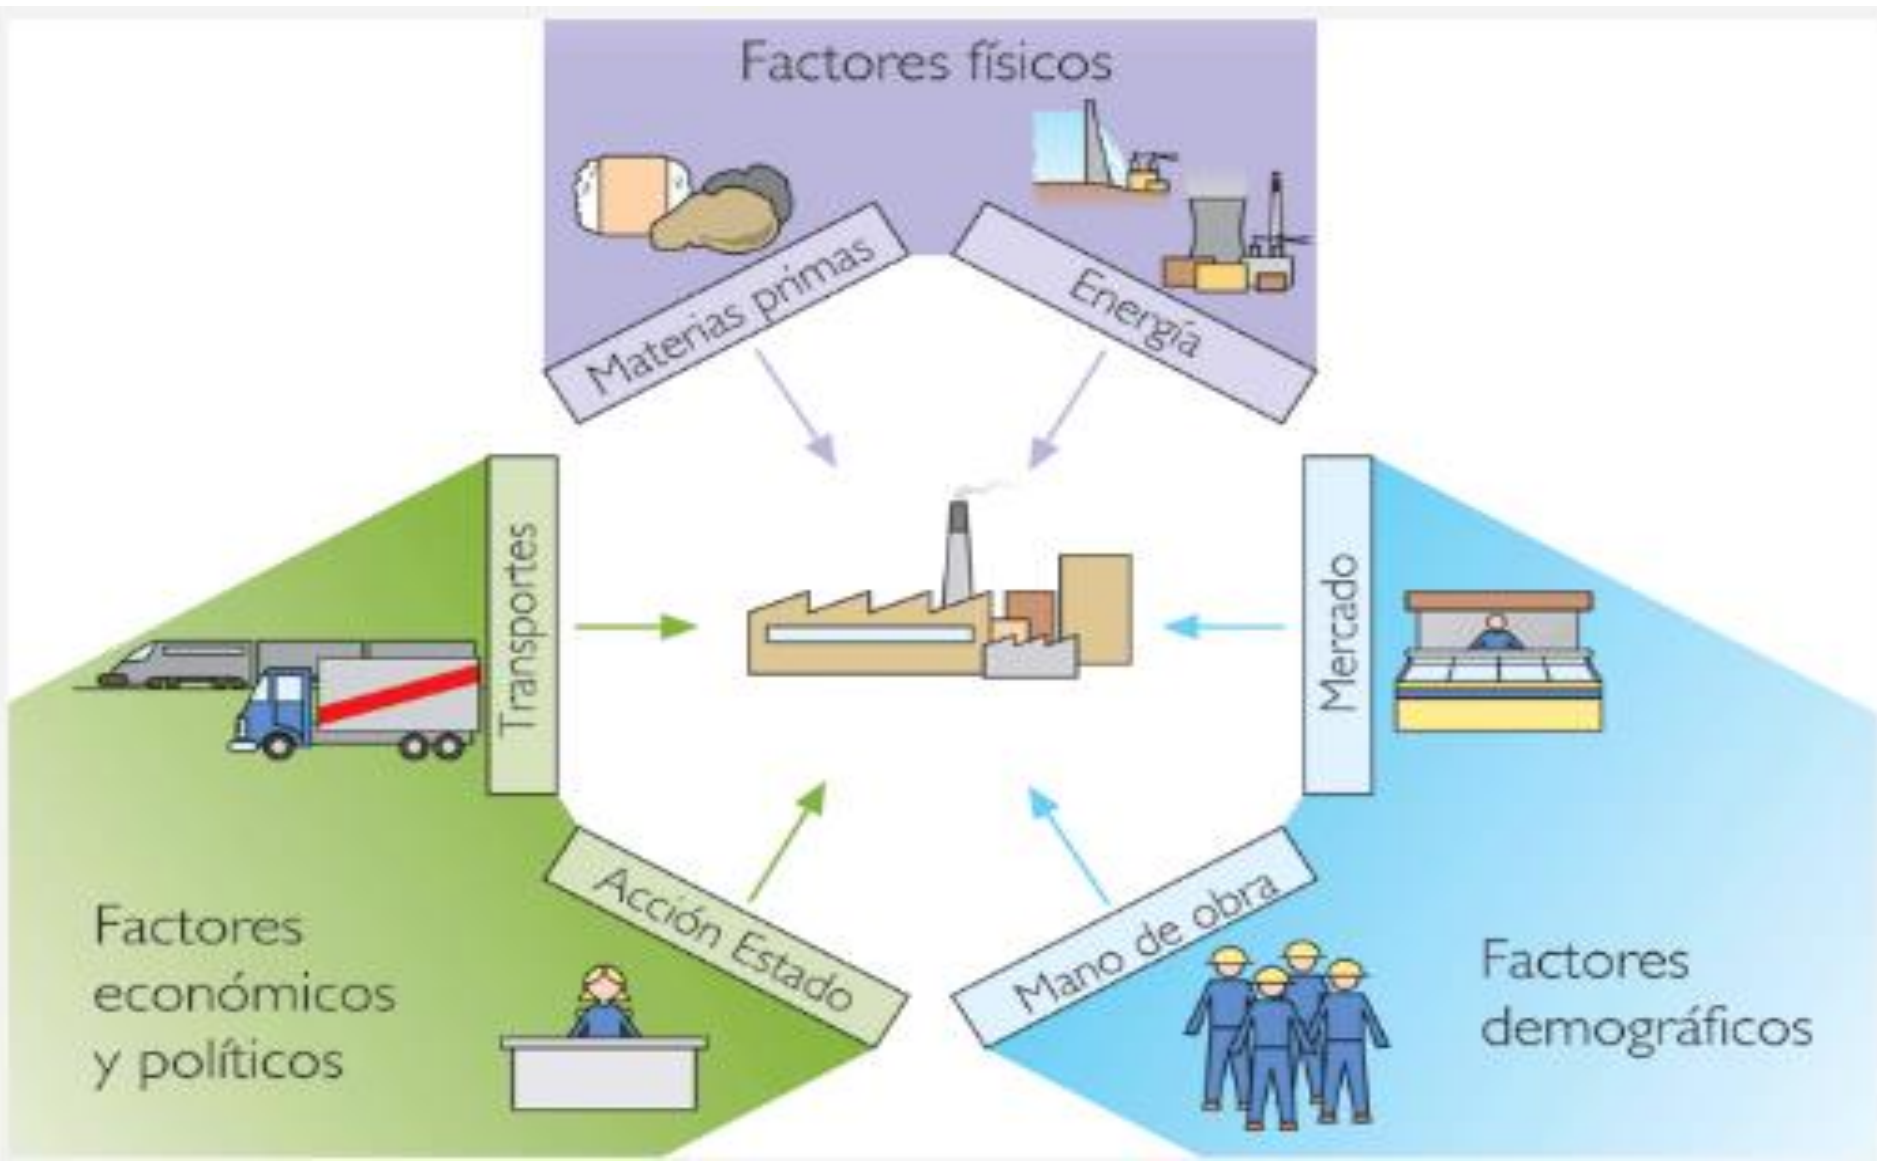 Factores físicos
Materias primas
Energía
Transportes
Mercado
Acción Estado
Mano de obra
Factores
económicos
y políticos
Factores
demográficos